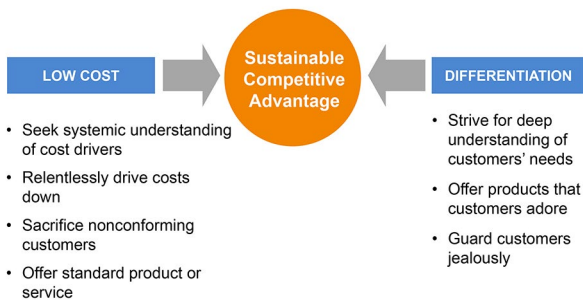 Sustainable
Competitive
Advantage
LOW COST
DIFFERENTIATION
• Seek systemic understanding
of cost drivers
• Relentlessly drive costs
down
• Sacrifice nonconforming
customers
• Offer standard product or
service
• Strive for deep
understanding of
customers' needs
• Offer products that
customers adore
• Guard customers
jealously